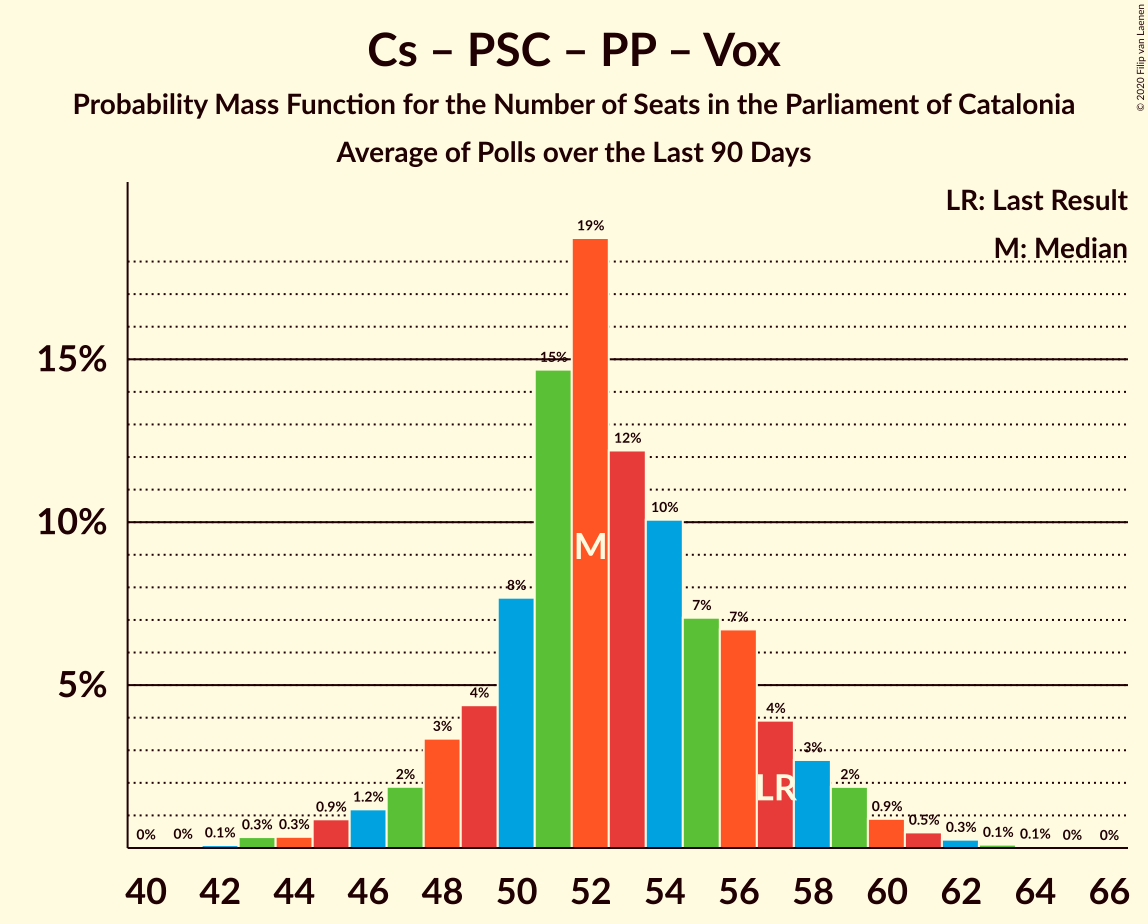 Cs – PSC – PP – Vox
Probability Mass Function for the Number of Seats in the Parliament of Catalonia
Average of Polls over the Last 90 Days
© 2020 Filip van Laenen
LR: Last Result
M: Median
15%
10%
5%
0% 0% 0.1% 0.3% 0.3% 0.9% 1.2% 2% 3% 4% 8% 15% 19% 12% 10% 7% 7% 4% 3% 2% 0.9% 0.5% 0.3% 0.1% 0.1% 0% 0%
M
LR
40 42 44 46 48 50 52 54 56 58 60 62 64 66